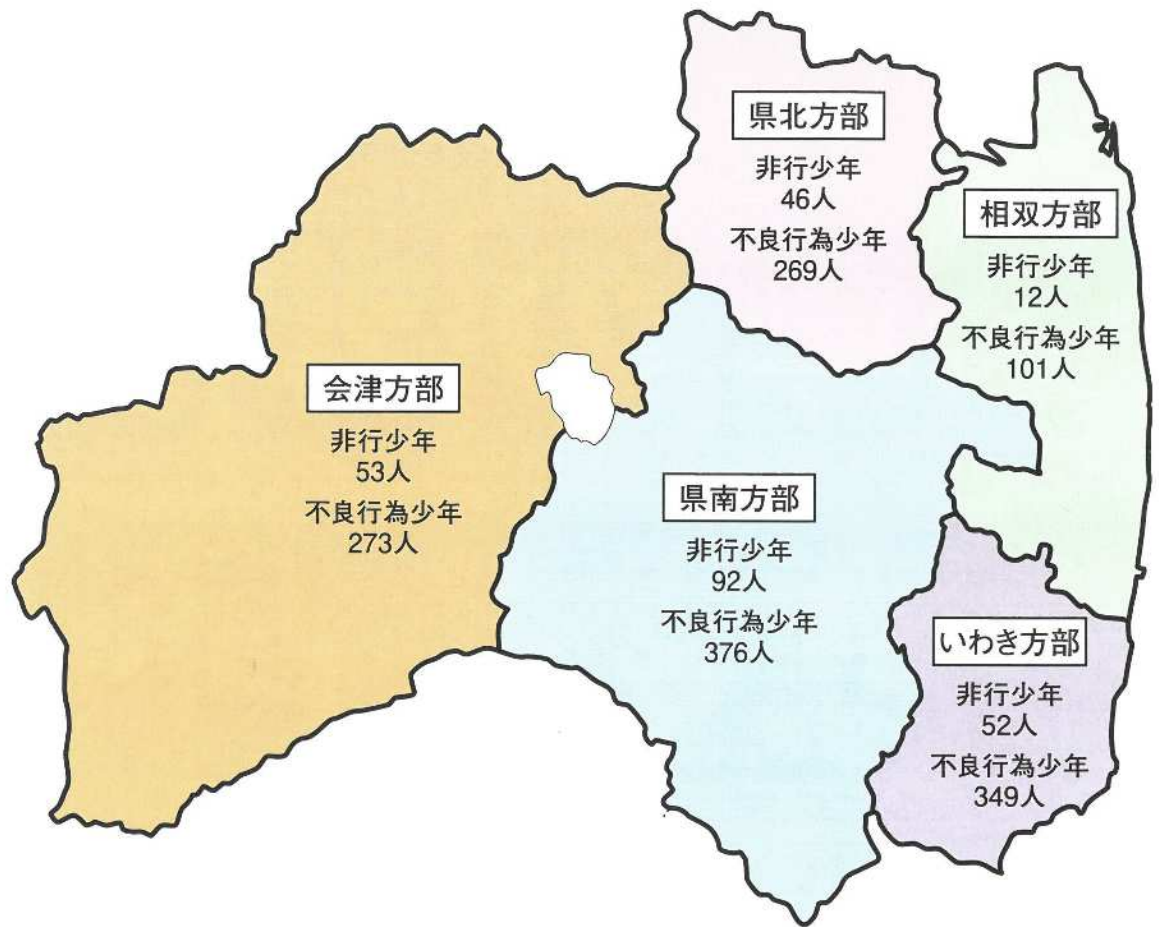 県北方部
非行少年
46人
不良行為少年
269人
相双方部
非行少年
12人
不良行為少年
101人
会津方部
非行少年
53人
不良行為少年
273人
県南方部
非行少年
92人
不良行為少年
376人
いわき方部
非行少年
52人
不良行為少年
349人